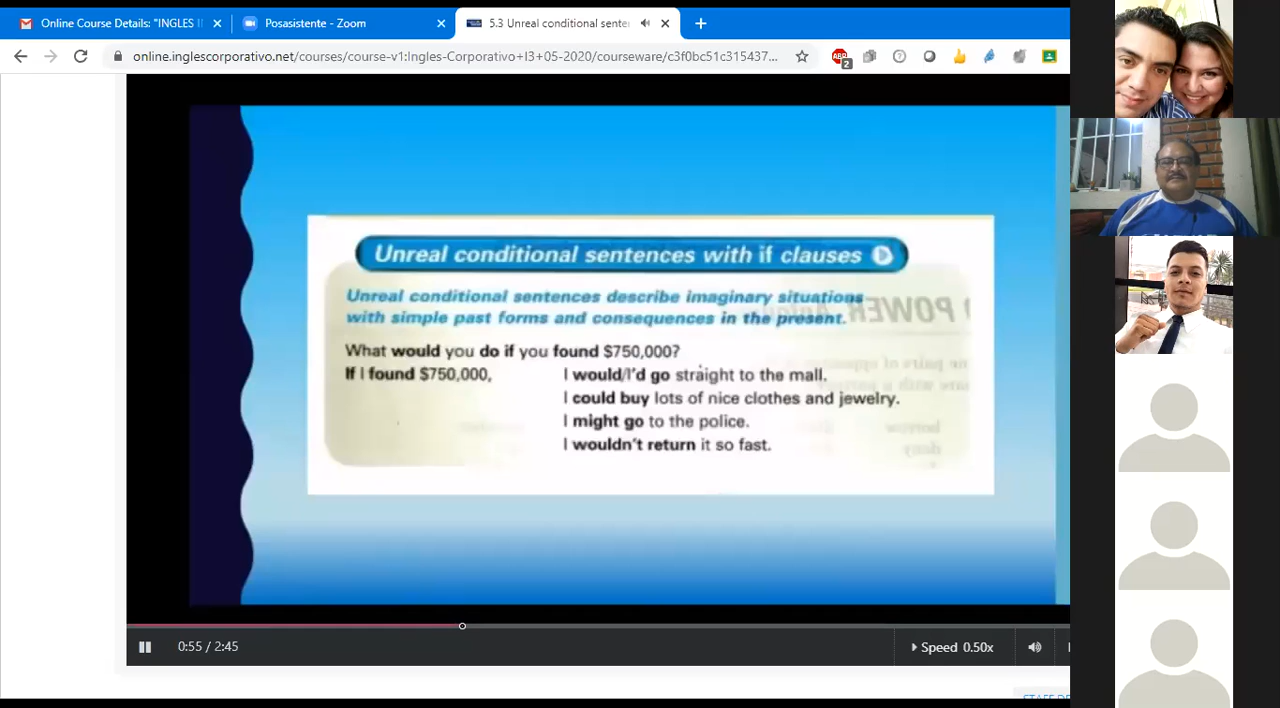 Online Course Details: "INGLES I
Posasistente - Zoom
5.3 Unreal conditional sente
online.inglescorporativo.net/courses/course-v1:Ingles-Corporativo+I3+05-2020/courseware/c3f0bc51c315437...
ABP
2
Unreal conditional sentences with if clauses
Unreal conditional sentences describe imaginary situations
with simple past forms and consequences in the present.
What would you do if you found $750,000?
If I found $750,000, I would/I'd go straight to the mall.
I could buy lots of nice clothes and jewelry.
I might go to the police.
I wouldn't return it so fast.
0:55 / 2:45
Speed 0.50x